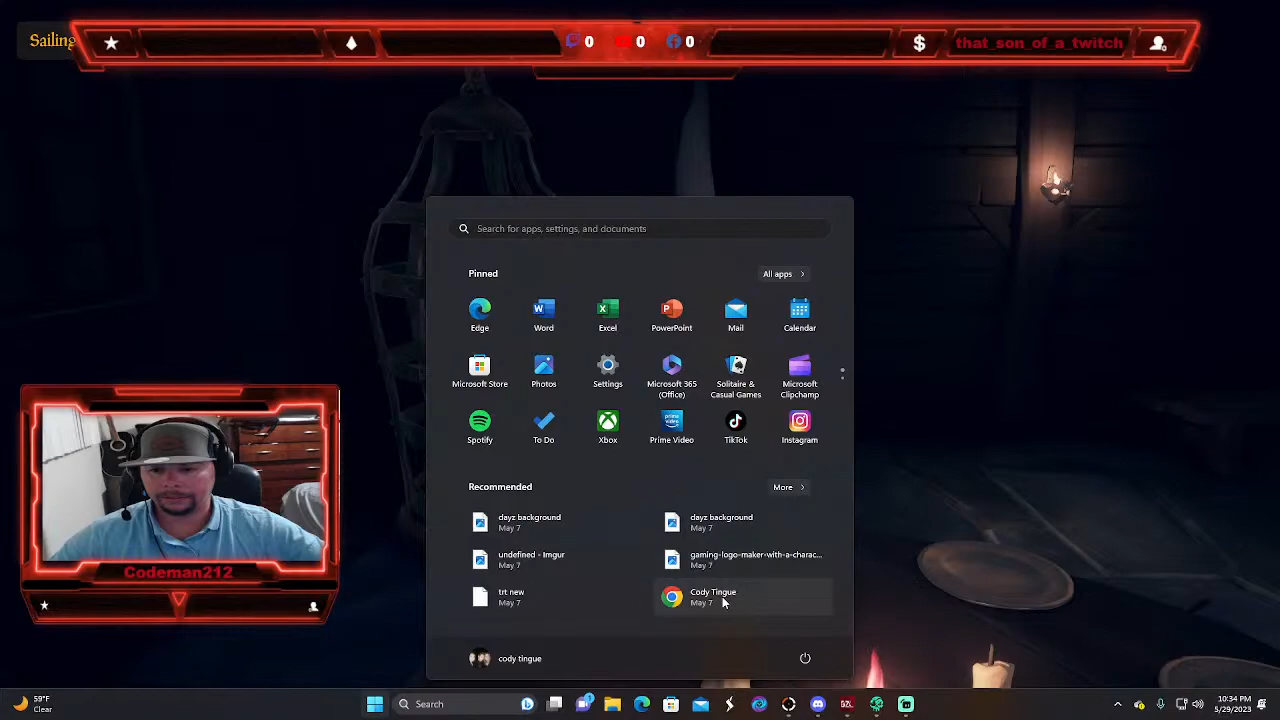 Sailing
0
0
0
$
that_son_of_a_twitch
Search for apps, settings, and documents
Pinned
All apps
Edge
Word
Excel
PowerPoint
Mail
Calendar
Microsoft Store
Photos
Settings
Microsoft 365
(Office)
Solitaire &
Casual Games
Microsoft
Clipchamp
Spotify
To Do
Xbox
Prime Video
TikTok
Instagram
Recommended
More
dayz background
May 7
dayz background
May 7
undefined - Imgur
May 7
gaming-logo-maker-with-a-charac...
May 7
trt new
May 7
Cody Tingue
May 7
cody tingue
Codeman212
59°F
Clear
Search
10:34 PM
5/29/2023